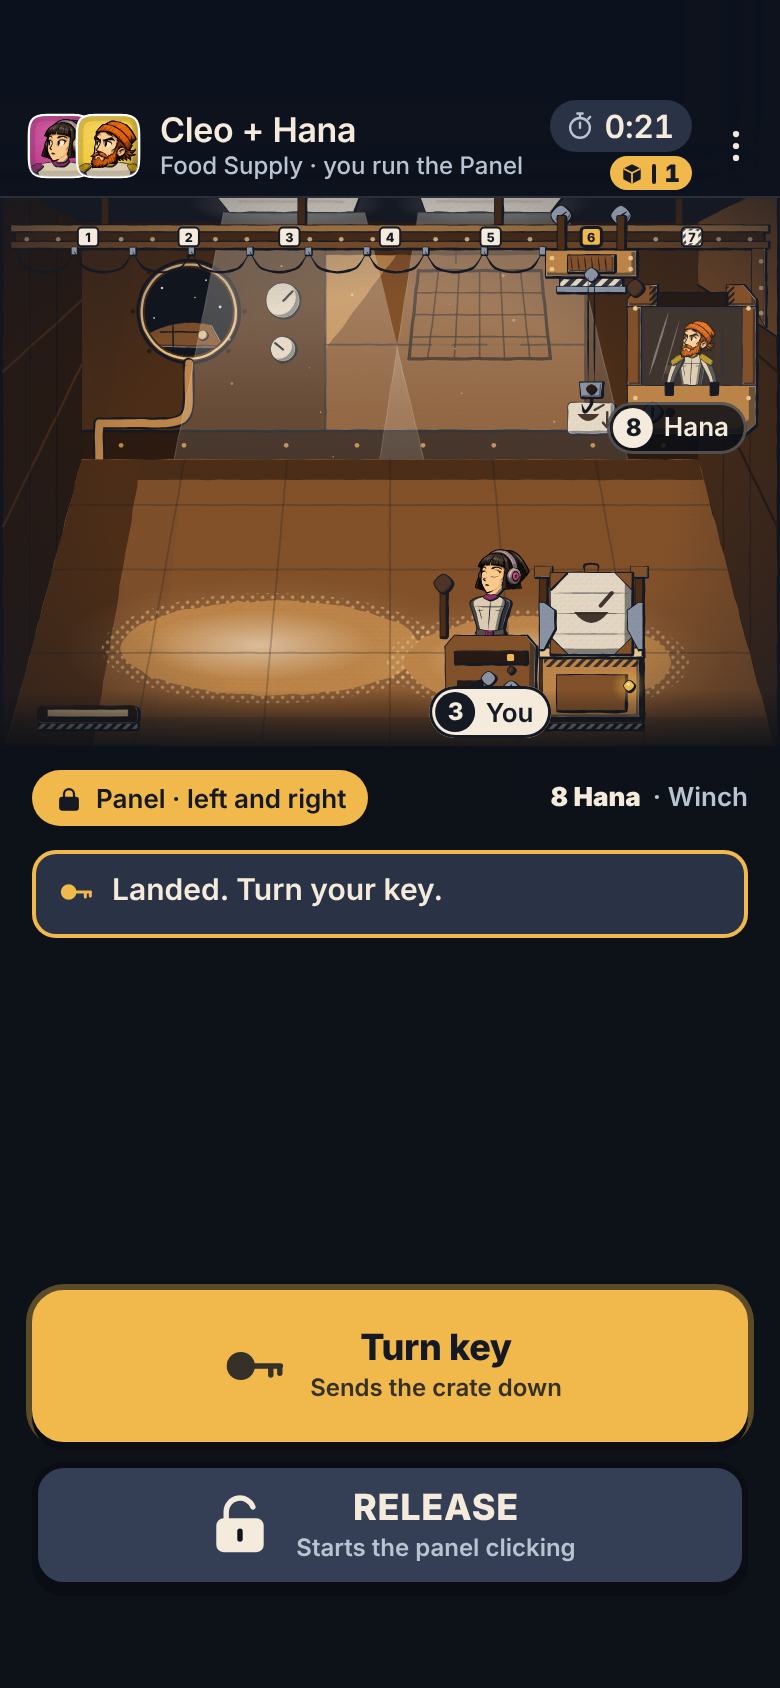 Cleo + Hana
Food Supply · you run the Panel
0:21
1
1
2
3
4
5
6
7
8 Hana
3 You
Panel · left and right
8 Hana · Winch
Landed. Turn your key.
Turn key
Sends the crate down
RELEASE
Starts the panel clicking